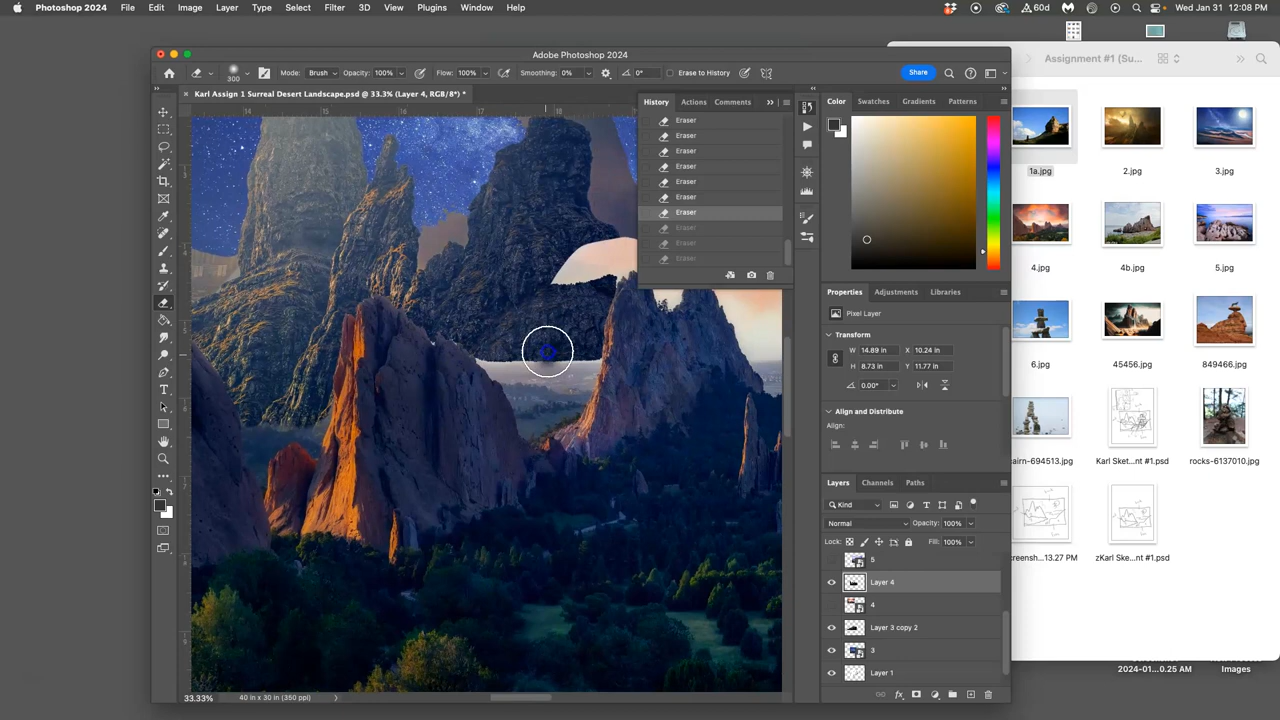 Photoshop 2024 File Edit Image Layer Type Select Filter 3D View Plugins Window Help 60d Wed Jan 31 12:08 PM
Adobe Photoshop 2024
Assignment #1 (Su...
300 Mode: Brush Opacity: 100% Flow: 100% Smoothing: 0% 0° Erase to History Share
Karl Assign 1 Surreal Desert Landscape.psd @ 33.3% (Layer 4, RGB/8*) *
14 15 17 18
History Actions Comments
Eraser
Eraser
Eraser
Eraser
Eraser
Eraser
Eraser
Eraser
Eraser
Eraser
Color Swatches Gradients Patterns
Properties Adjustments Libraries
Pixel Layer
Transform
W 14.89 in X 10.24 in
H 8.73 in Y 11.77 in
0.00°
Align and Distribute
Align:
Layers Channels Paths
Kind
Normal Opacity: 100%
Lock: Fill: 100%
5
Layer 4
4
Layer 3 copy 2
3
Layer 1
33.33% 40 in x 30 in (350 ppi)
1a.jpg 2.jpg 3.jpg
4.jpg 4b.jpg 5.jpg
6.jpg 45456.jpg 849466.jpg
airn-694513.jpg Karl Sket...nt #1.psd rocks-6137010.jpg
creensh...13.27 PM zKarl Ske...nt #1.psd
2024-01...0.25 AM Images